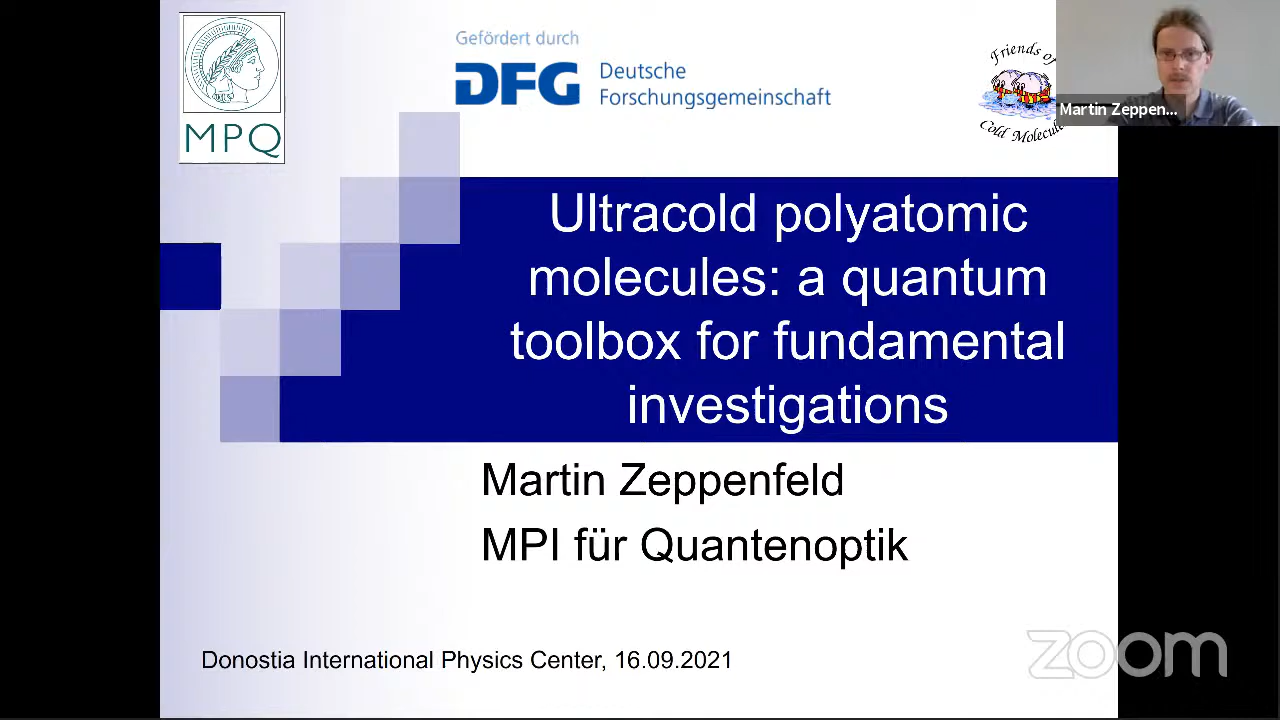 Gefördert durch
DFG Deutsche
Forschungsgemeinschaft
MPQ
Friends of
Cold Molecul
Martin Zeppen...
Ultracold polyatomic
molecules: a quantum
toolbox for fundamental
investigations
Martin Zeppenfeld
MPI für Quantenoptik
Donostia International Physics Center, 16.09.2021
zoom